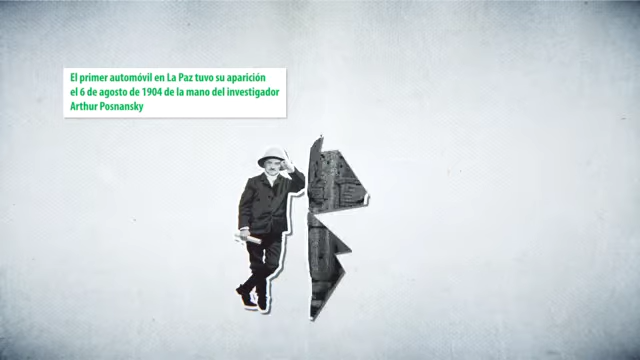 El primer automóvil en La Paz tuvo su aparición
el 6 de agosto de 1904 de la mano del investigador
Arthur Posnansky